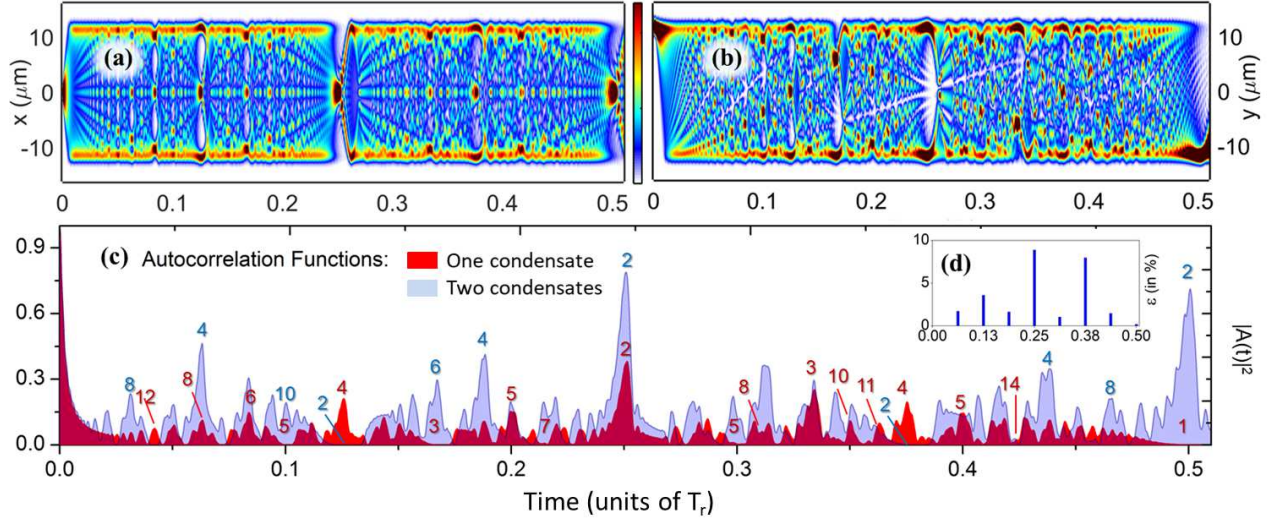 (a)
x (μm)
10
0
-10
0 0.1 0.2 0.3 0.4 0.5
(b)
10
0
-10
y (μm)
0 0.1 0.2 0.3 0.4 0.5
(c) Autocorrelation Functions:
One condensate
Two condensates
0.9
0.6
0.3
0.0
8 12 8 4 6 10 5 2 4 3 6 4 5 7 2 5 8 3 10 11 2 4 5 14 4 8 1 2
(d)
10
5
0
0.00 0.13 0.25 0.38 0.50
ε (in %)
|A(t)|²
0.0 0.1 0.2 0.3 0.4 0.5
Time (units of Tr)